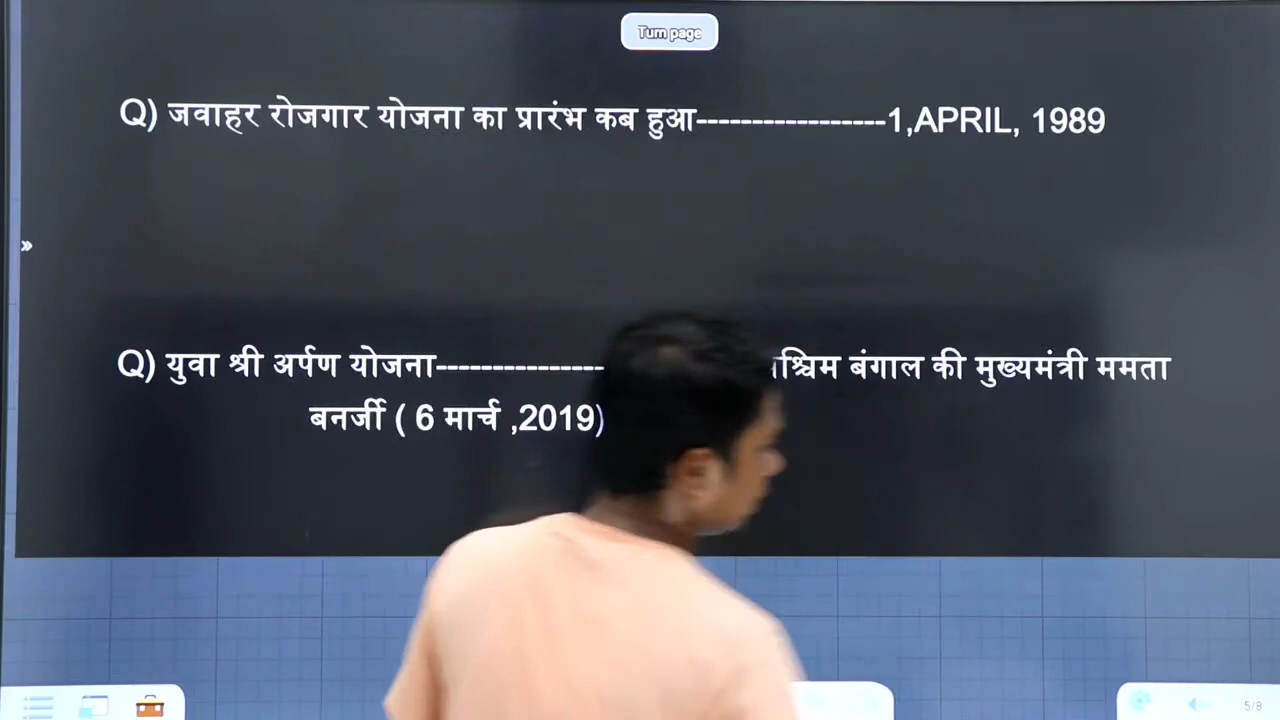 Turn page
Q) जवाहर रोजगार योजना का प्रारंभ कब हुआ-----------------1,APRIL, 1989
»
Q) युवा श्री अर्पण योजना--------------- बंगाल की मुख्यमंत्री ममता
बनर्जी ( 6 मार्च ,2019)
5/8